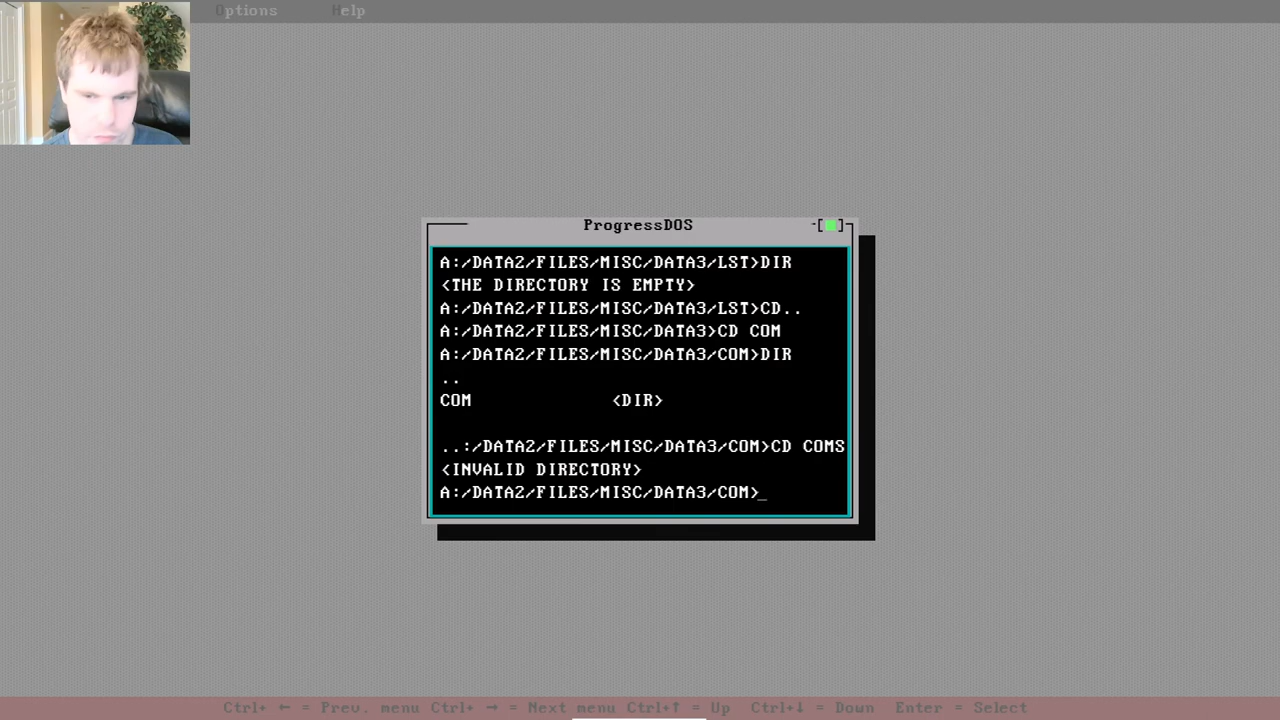 Options Help
ProgressDOS
A:/DATA2/FILES/MISC/DATA3/LST>DIR
<THE DIRECTORY IS EMPTY>
A:/DATA2/FILES/MISC/DATA3/LST>CD..
A:/DATA2/FILES/MISC/DATA3>CD COM
A:/DATA2/FILES/MISC/DATA3/COM>DIR
..
COM <DIR>
..:/DATA2/FILES/MISC/DATA3/COM>CD COMS
<INVALID DIRECTORY>
A:/DATA2/FILES/MISC/DATA3/COM>_
Ctrl+ ← = Prev. menu Ctrl+ → = Next menu Ctrl+↑ = Up Ctrl+↓ = Down Enter = Select